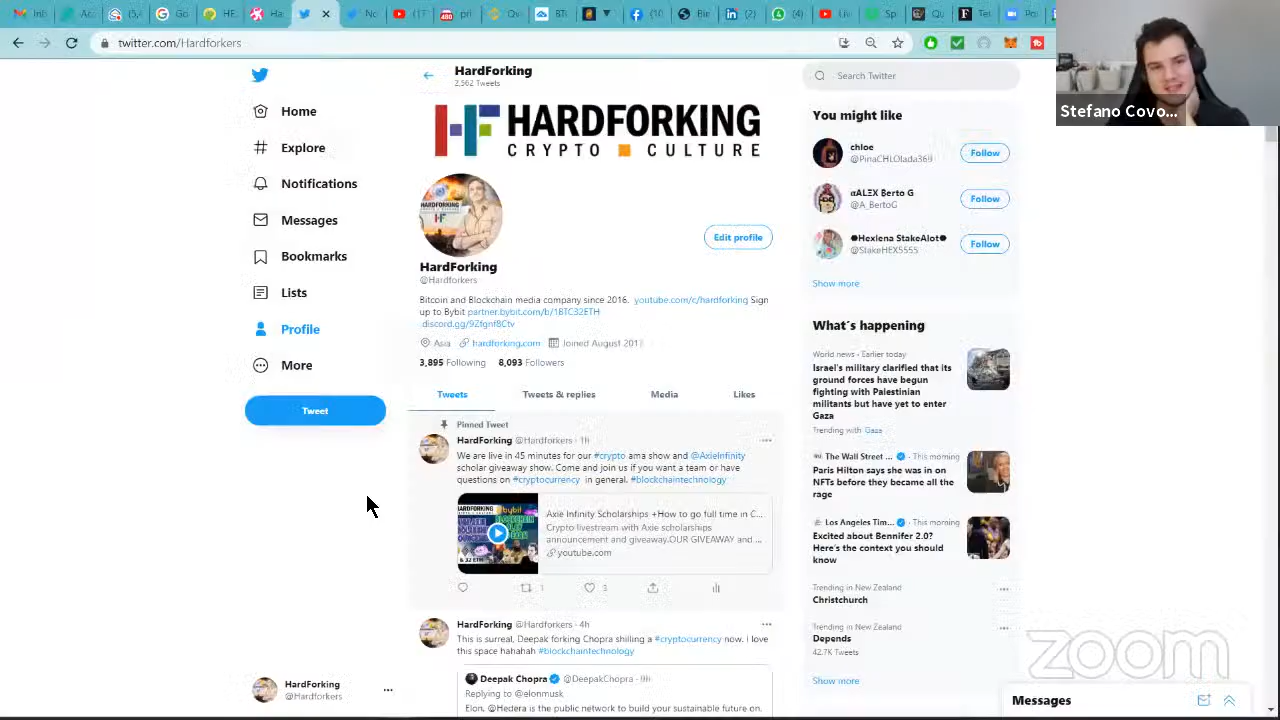 twitter.com/Hardforkers
Stefano Covo...
HardForking
2,562 Tweets
Search Twitter
Home
Explore
Notifications
Messages
Bookmarks
Lists
Profile
More
Tweet
HARDFORKING
CRYPTO CULTURE
Edit profile
HardForking
@Hardforkers
Bitcoin and Blockchain media company since 2016. youtube.com/c/hardforking Sign
up to Bybit partner.bybit.com/b/1BTC32ETH
discord.gg/9Zfgnf8Ctv
Asia hardforking.com Joined August 2017
3,895 Following 8,093 Followers
Tweets Tweets & replies Media Likes
Pinned Tweet
HardForking @Hardforkers · 1h
We are live in 45 minutes for our #crypto ama show and @AxieInfinity
scholar giveaway show. Come and join us if you want a team or have
questions on #cryptocurrency in general. #blockchaintechnology
Axie Infinity Scholarships +How to go full time in C...
Crypto livestream with Axie scholarships
announcement and giveaway.OUR GIVEAWAY and ...
youtube.com
1
3
HardForking @Hardforkers · 4h
This is surreal, Deepak forking Chopra shilling a #cryptocurrency now. I love
this space hahahah #blockchaintechnology
Deepak Chopra @DeepakChopra · 9h
Replying to @elonmusk
Elon, @Hedera is the public network to build your sustainable future on.
You might like
chloe
@PinaCHLOlada369
Follow
αALEX Berto G
@A_BertoG
Follow
Hexlena StakeAlot
@StakeHEX5555
Follow
Show more
What's happening
World news · Earlier today
Israel's military clarified that its
ground forces have begun
fighting with Palestinian
militants but have yet to enter
Gaza
Trending with Gaza
The Wall Street ... · This morning
Paris Hilton says she was in on
NFTs before they became all the
rage
Los Angeles Tim... · This morning
Excited about Bennifer 2.0?
Here's the context you should
know
Trending in New Zealand
Christchurch
Trending in New Zealand
Depends
42.7K Tweets
Show more
HardForking
@Hardforkers
zoom
Messages